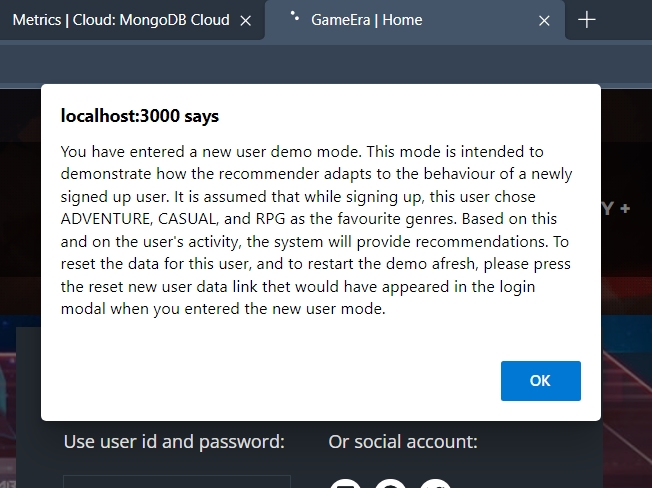 Metrics | Cloud: MongoDB Cloud
GameEra | Home
localhost:3000 says
You have entered a new user demo mode. This mode is intended to
demonstrate how the recommender adapts to the behaviour of a newly
signed up user. It is assumed that while signing up, this user chose
ADVENTURE, CASUAL, and RPG as the favourite genres. Based on this
and on the user's activity, the system will provide recommendations. To
reset the data for this user, and to restart the demo afresh, please press
the reset new user data link thet would have appeared in the login
modal when you entered the new user mode.
Y +
OK
Use user id and password:
Or social account: